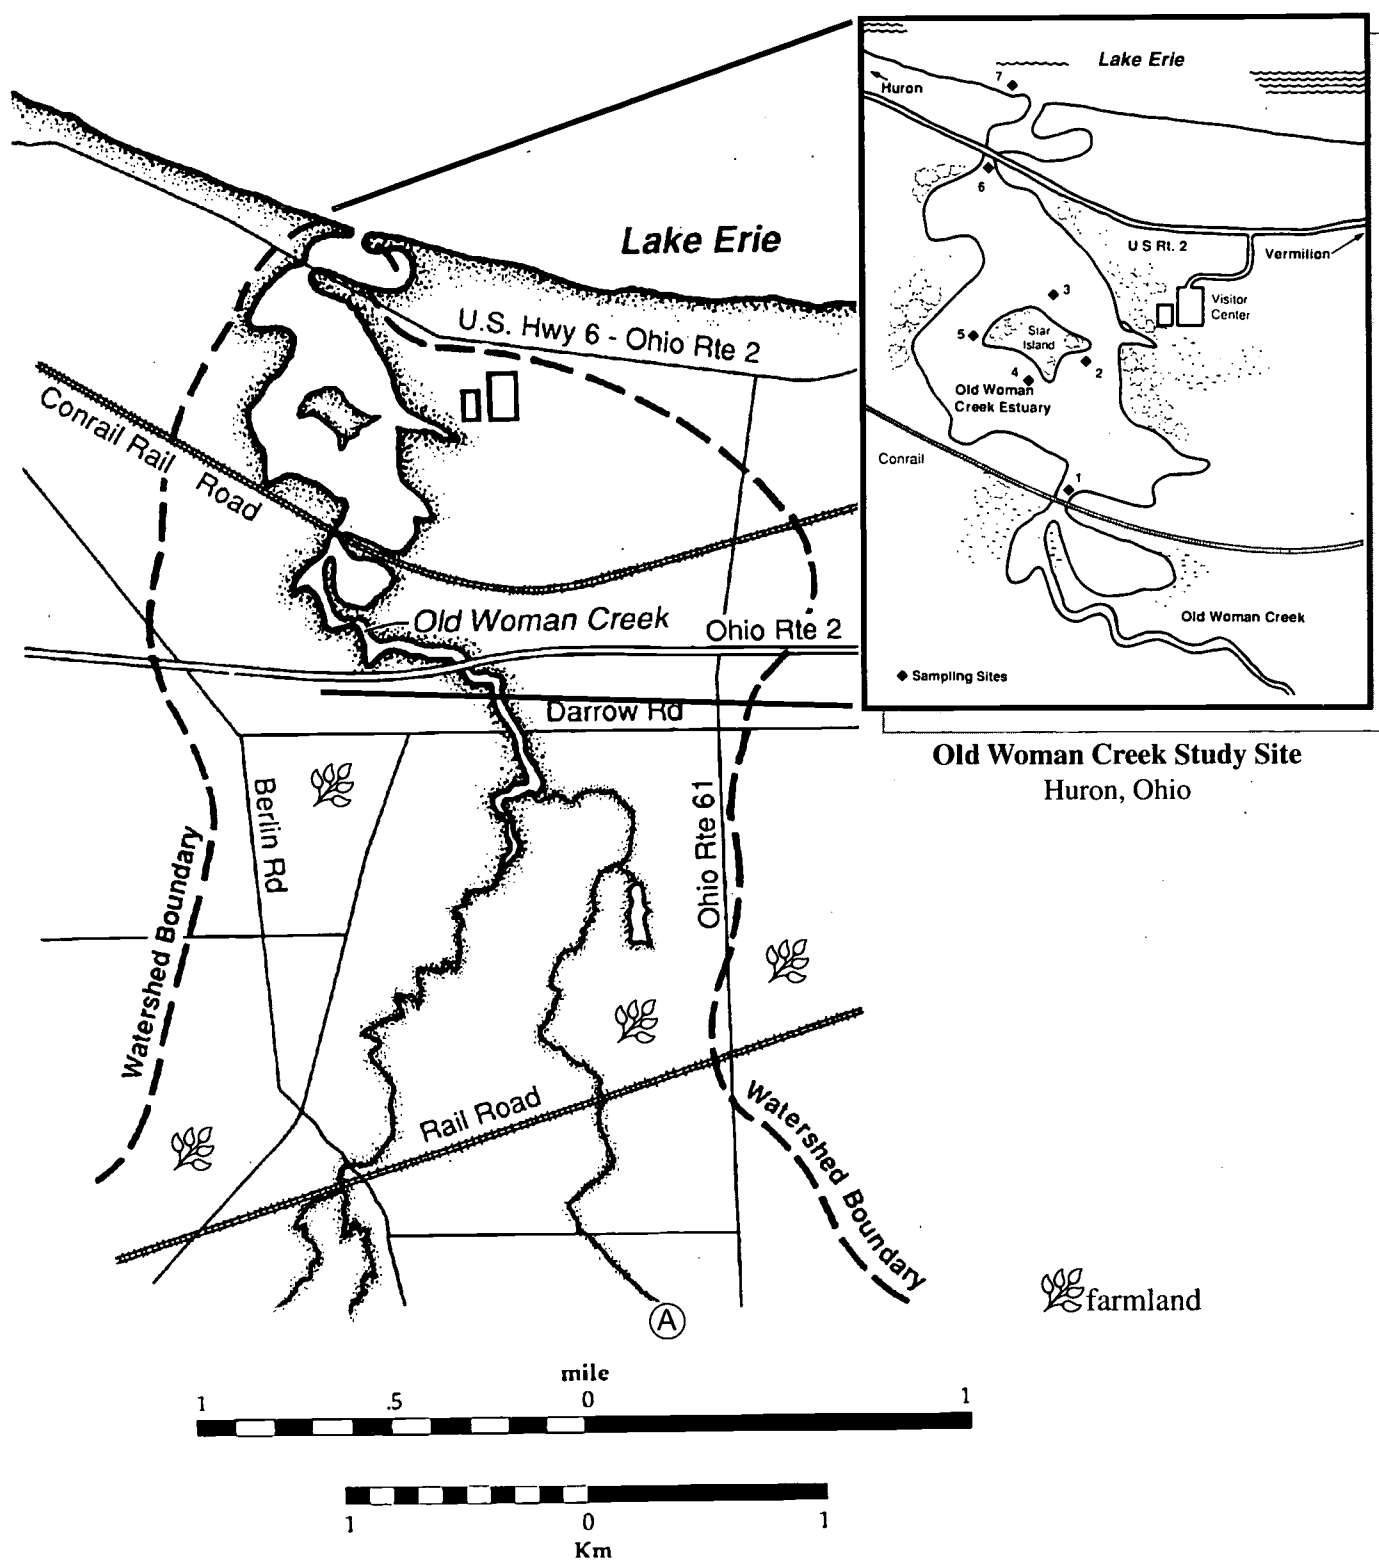 Lake Erie
U.S. Hwy 6 - Ohio Rte 2
Conrail Rail Road
Old Woman Creek
Ohio Rte 2
Darrow Rd
Berlin Rd
Ohio Rte 61
Watershed Boundary
Rail Road
Watershed Boundary
A
Lake Erie
7
Huron
6
U S Rt. 2
Vermilion
3
Visitor
Center
5
Star
Island
4
2
Old Woman
Creek Estuary
Conrail
1
Old Woman Creek
Sampling Sites
Old Woman Creek Study Site
Huron, Ohio
farmland
mile
1 .5 0 1
1 0 1
Km